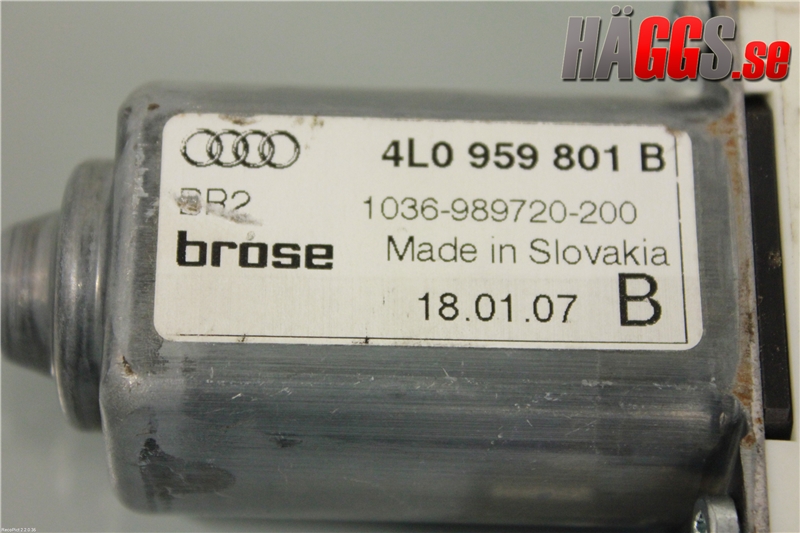 HÄGGS.se
4L0 959 801 B
BR2
1036-989720-200
brose
Made in Slovakia
18.01.07
B